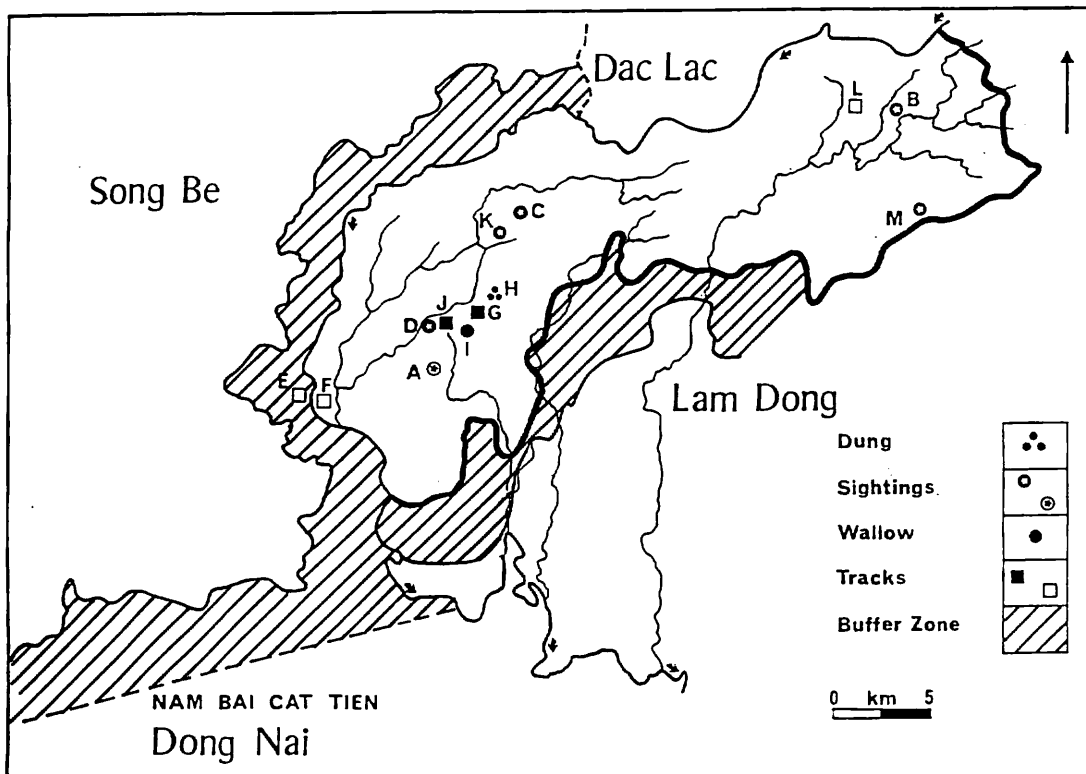 Dac Lac
Song Be
L
B
M
K
C
H
J
G
D
I
A
E
F
Lam Dong
Dung
Sightings
Wallow
Tracks
Buffer Zone
0 km 5
NAM BAI CAT TIEN
Dong Nai